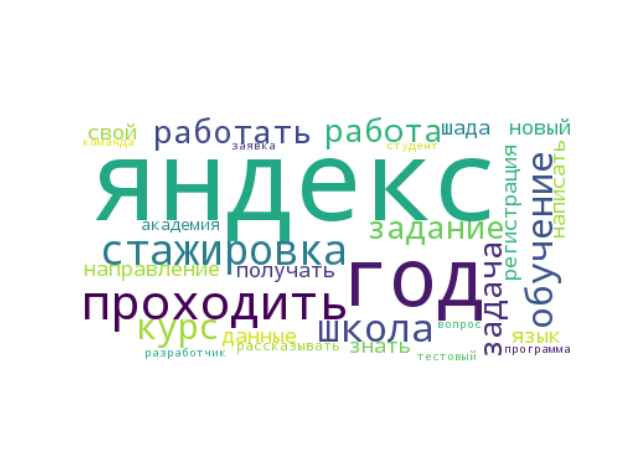 свой работать работа шада новый
команда заявка студент
яндекс
академия задание
стажировка
направление получать год
проходить
курс данные школа вопрос язык
разработчик рассказывать знать тестовый программа
задача
регистрация
обучение
написать